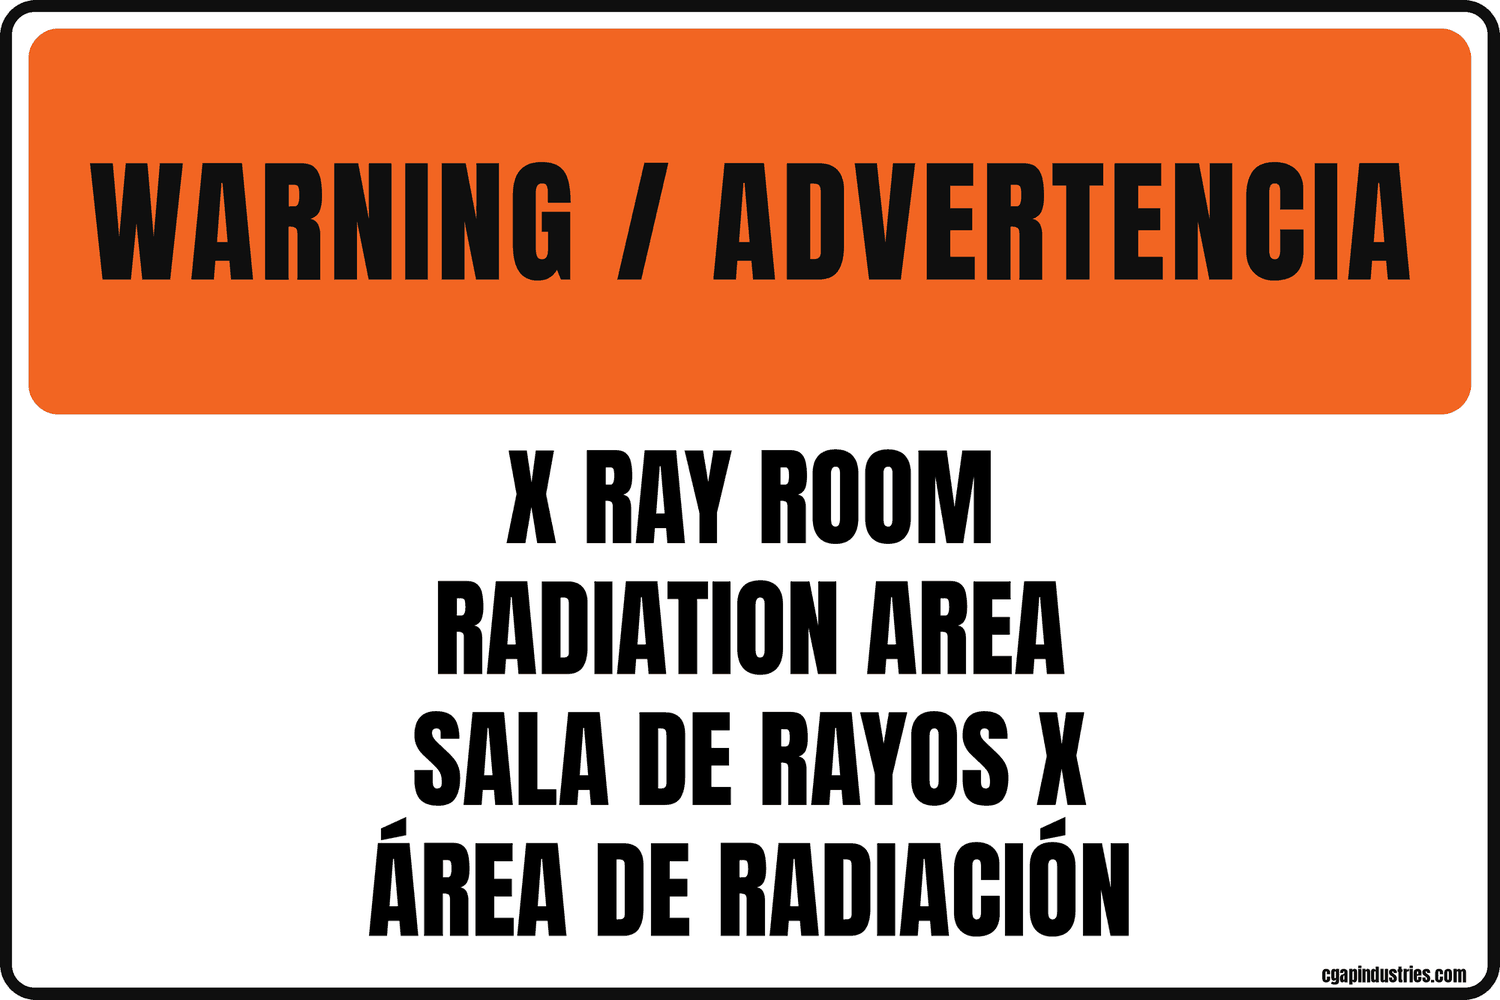 WARNING / ADVERTENCIA
X RAY ROOM
RADIATION AREA
SALA DE RAYOS X
ÁREA DE RADIACIÓN
cgapindustries.com